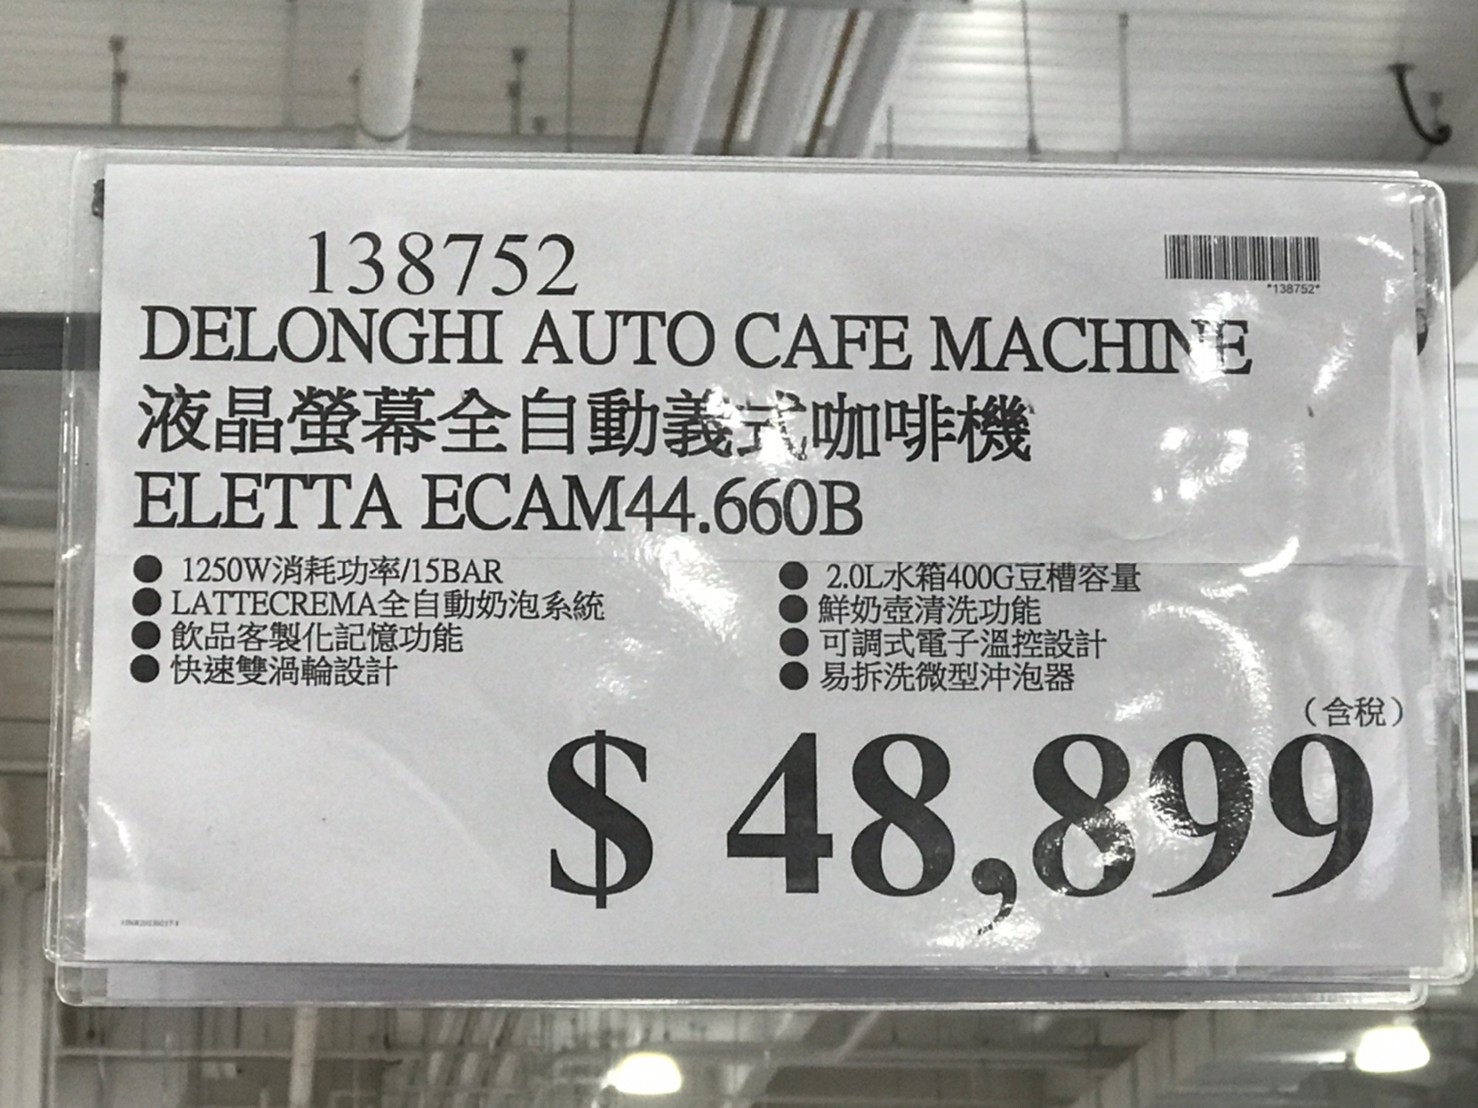 138752
*138752*
DELONGHI AUTO CAFE MACHINE
液晶螢幕全自動義式咖啡機
ELETTA ECAM44.660B
● 1250W消耗功率/15BAR
● LATTECREMA全自動奶泡系統
● 飲品客製化記憶功能
● 快速雙渦輪設計
● 2.0L水箱400G豆槽容量
● 鮮奶壺清洗功能
● 可調式電子溫控設計
● 易拆洗微型沖泡器
（含稅）
$ 48,899